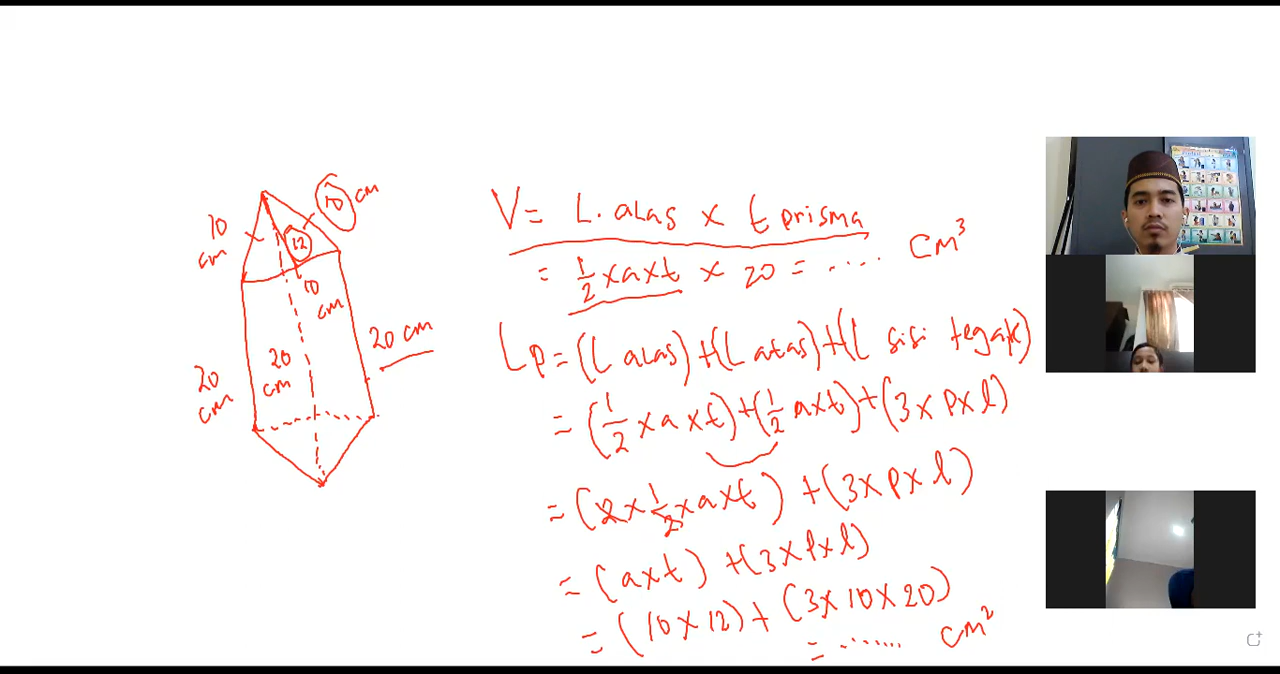 10 cm
10 cm
12
10 cm
20 cm
20 cm
20 cm
V = L. aLas x t prisma
= 1/2 x a x t x 20 = ..... cm³
Lp = (L aLas) + (L atas) + (L sisi tegak)
= (1/2 x a x t) + (1/2 a x t) + (3 x p x l)
= (2 x 1/2 x a x t) + (3 x p x l)
= (a x t) + (3 x p x l)
= (10 x 12) + (3 x 10 x 20)
= ........ cm²